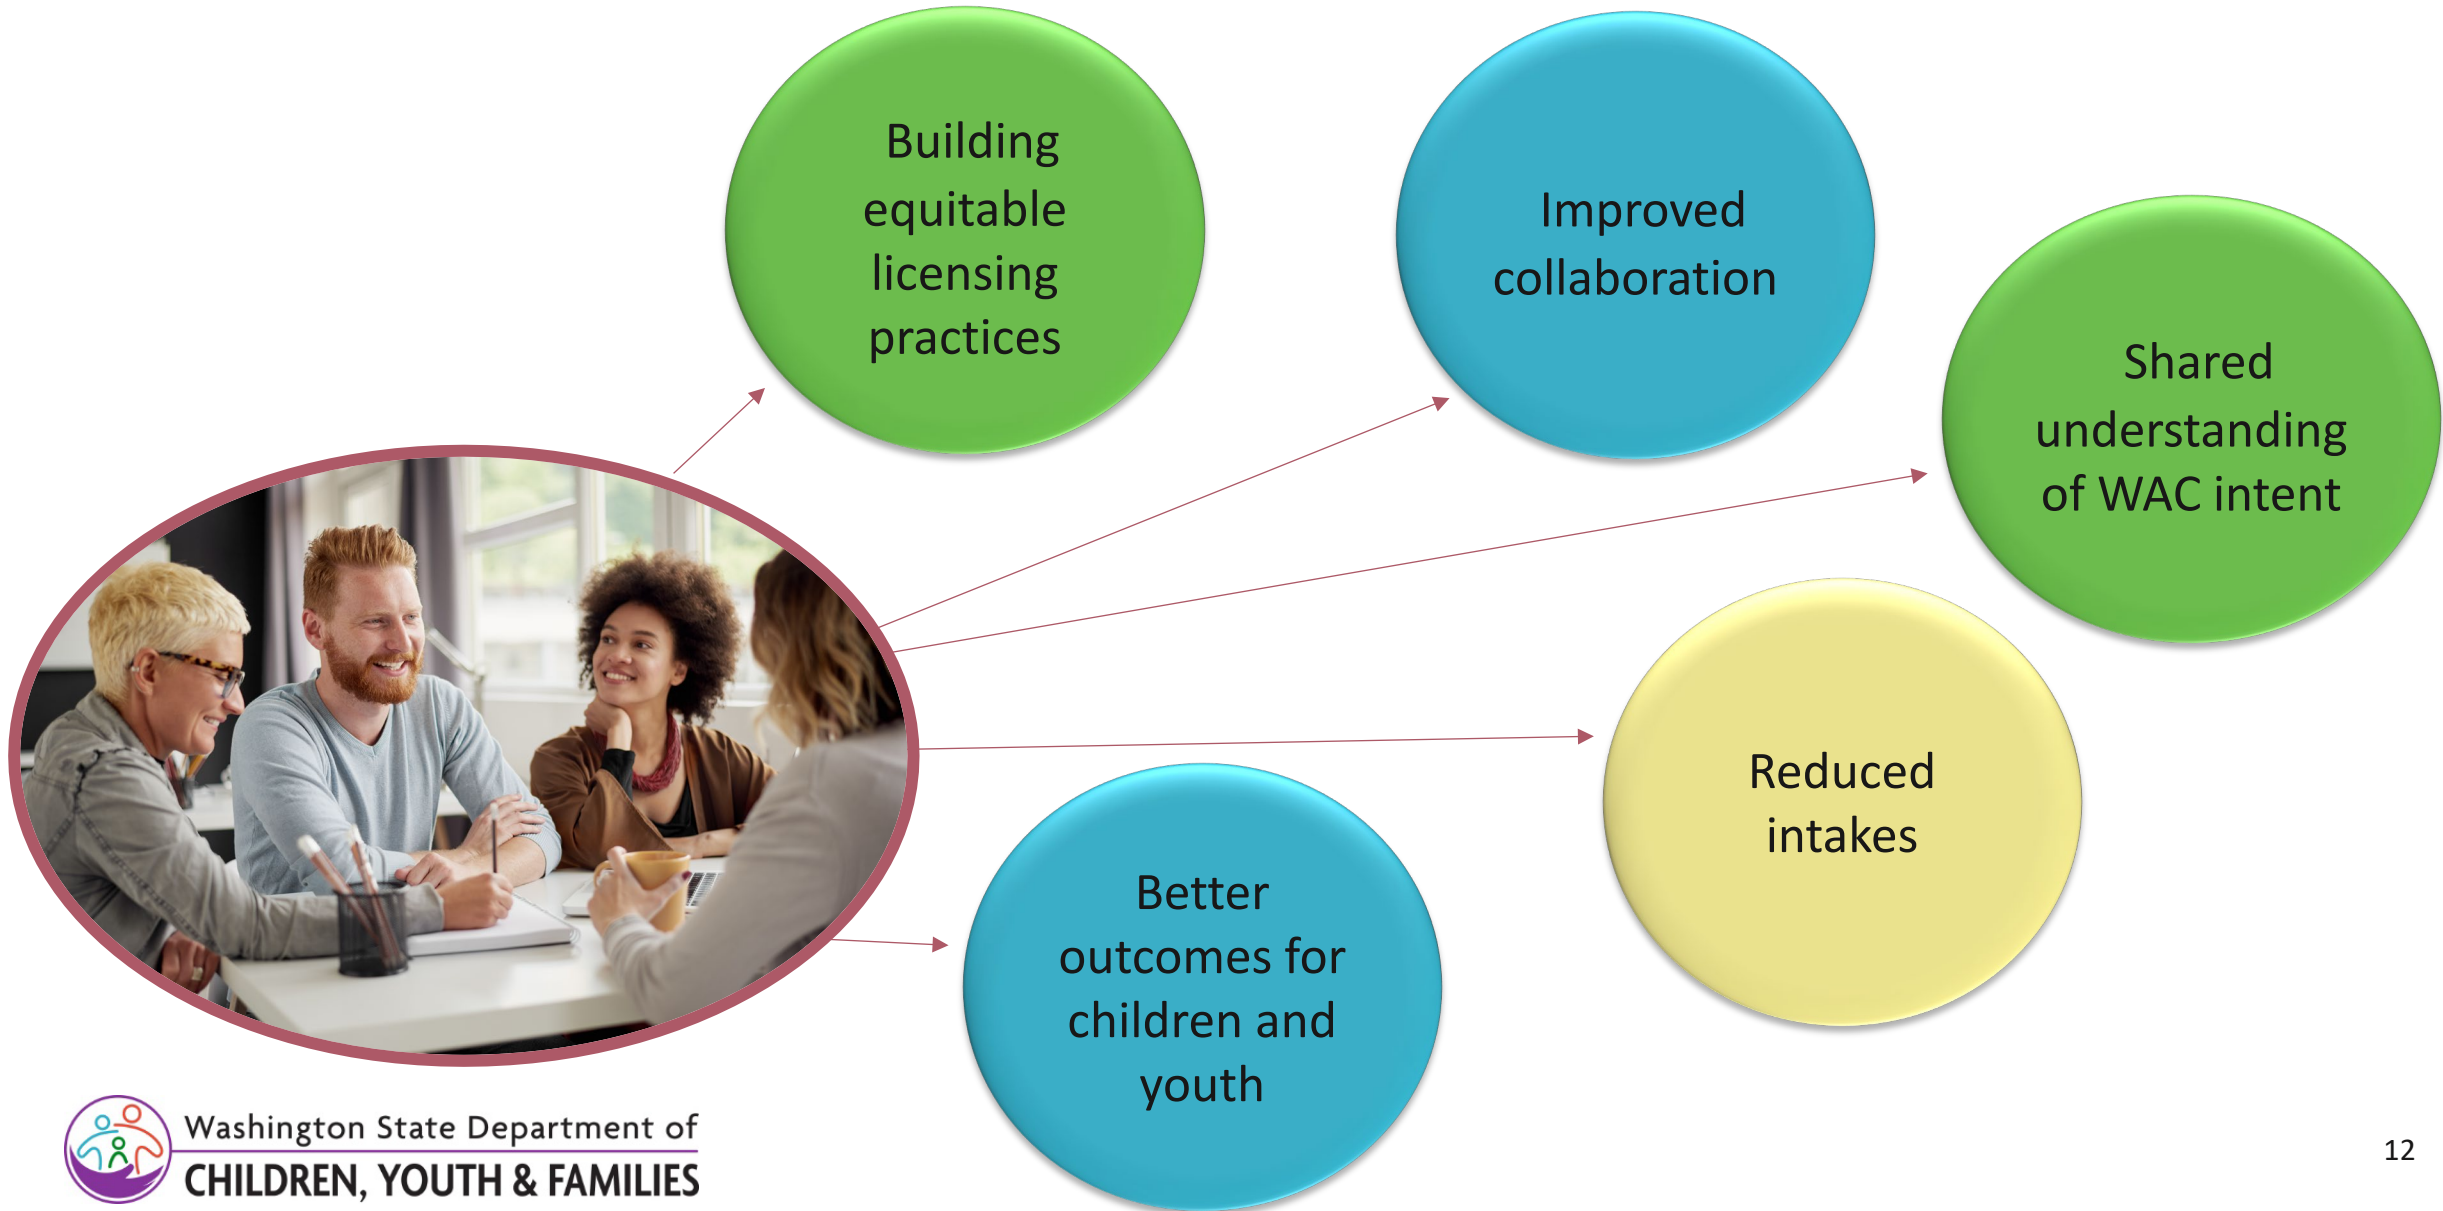 Building
equitable
licensing
practices
Improved
collaboration
Shared
understanding
of WAC intent
Reduced
intakes
Better
outcomes for
children and
youth
Washington State Department of
CHILDREN, YOUTH & FAMILIES
12